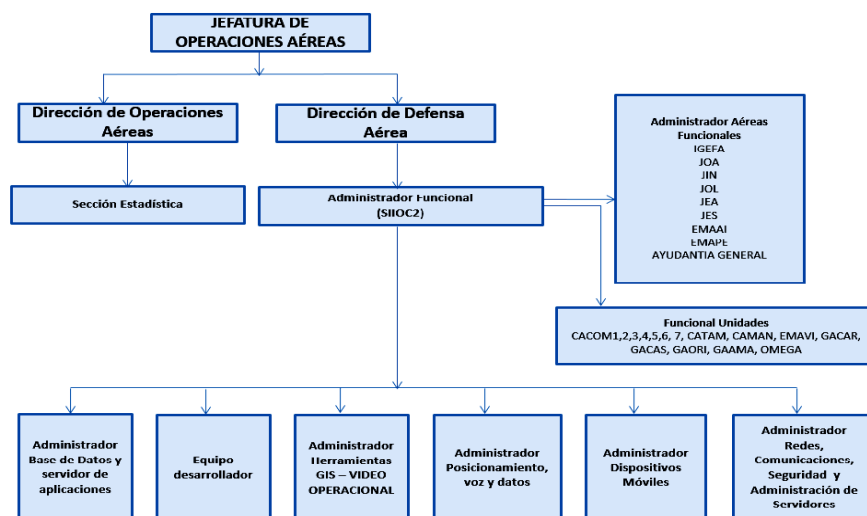 JEFATURA DE
OPERACIONES AÉREAS
Dirección de Operaciones
Aéreas
Dirección de Defensa
Aérea
Administrador Aéreas
Funcionales
IGEFA
JOA
JIN
JOL
JEA
JES
EMAAI
EMAPE
AYUDANTIA GENERAL
Sección Estadística
Administrador Funcional
(SIIOC2)
Funcional Unidades
CACOM1,2,3,4,5,6, 7, CATAM, CAMAN, EMAVI, GACAR,
GACAS, GAORI, GAAMA, OMEGA
Administrador
Base de Datos y
servidor de
aplicaciones
Equipo
desarrollador
Administrador
Herramientas
GIS – VIDEO
OPERACIONAL
Administrador
Posicionamiento,
voz y datos
Administrador
Dispositivos
Móviles
Administrador
Redes,
Comunicaciones,
Seguridad y
Administración de
Servidores